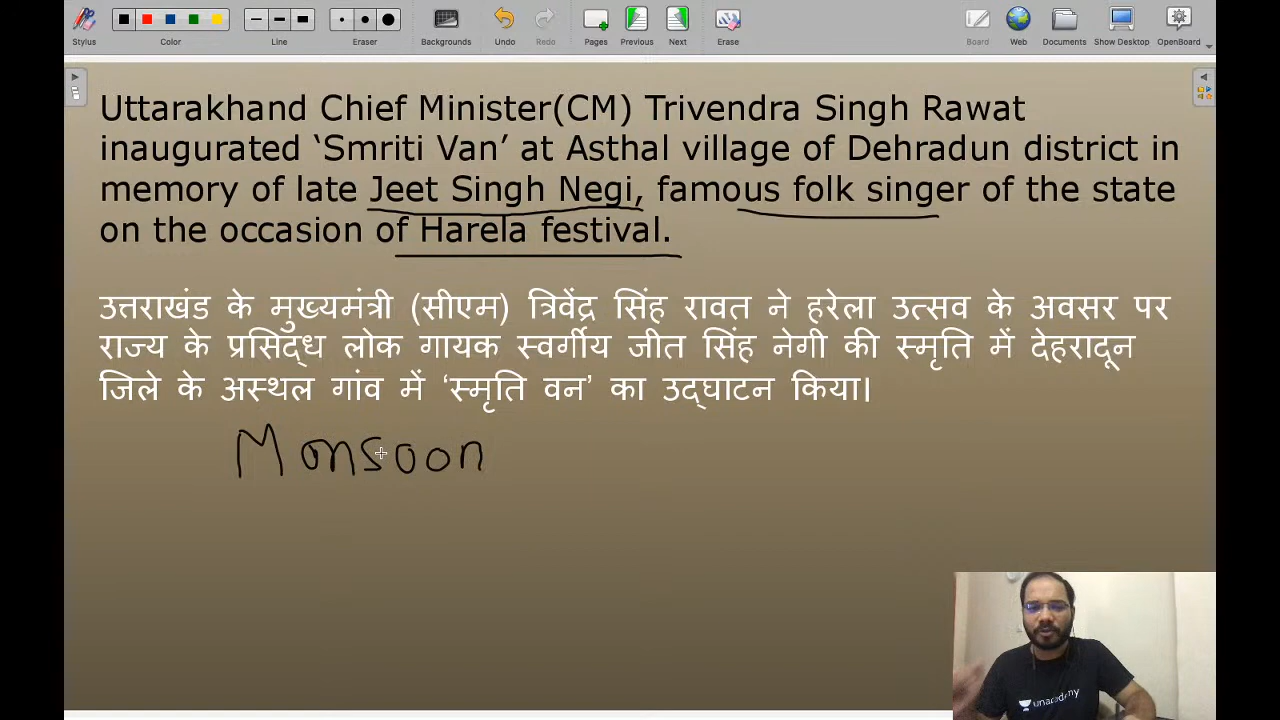 Stylus
Color
Line
Eraser
Backgrounds
Undo
Redo
Pages
Previous
Next
Erase
Board
Web
Documents
Show Desktop
OpenBoard
Uttarakhand Chief Minister(CM) Trivendra Singh Rawat
inaugurated ‘Smriti Van’ at Asthal village of Dehradun district in
memory of late Jeet Singh Negi, famous folk singer of the state
on the occasion of Harela festival.
उत्तराखंड के मुख्यमंत्री (सीएम) त्रिवेंद्र सिंह रावत ने हरेला उत्सव के अवसर पर
राज्य के प्रसिद्ध लोक गायक स्वर्गीय जीत सिंह नेगी की स्मृति में देहरादून
जिले के अस्थल गांव में ‘स्मृति वन’ का उद्घाटन किया।
Monsoon
unacademy